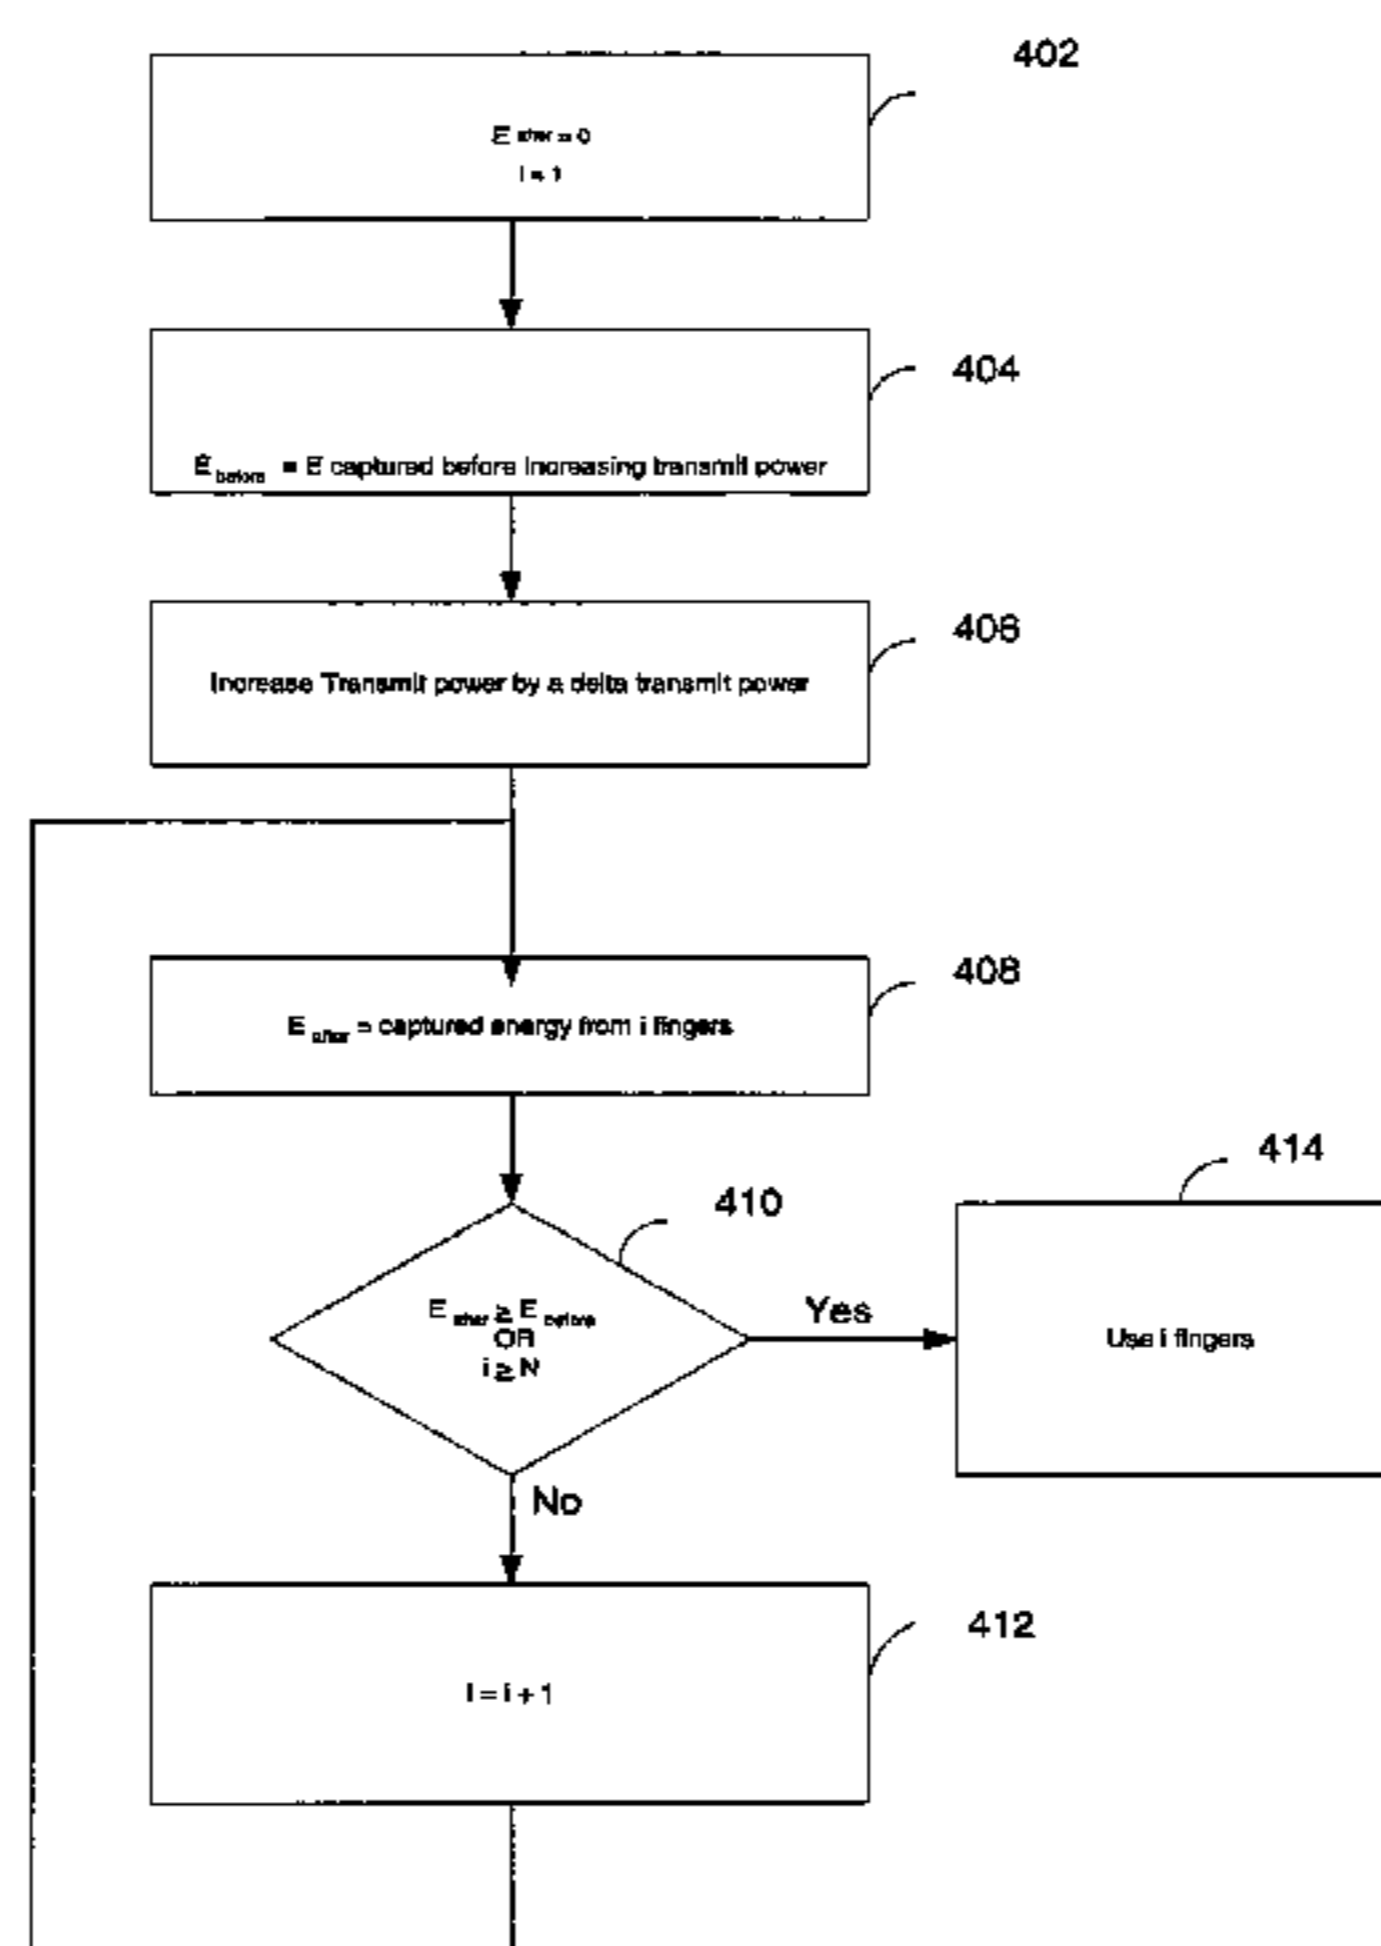 402
E after = 0
i = 1
404
E before = E captured before increasing transmit power
406
Increase Transmit power by a delta transmit power
408
E after = captured energy from i fingers
414
410
E after ≥ E before
OR
i ≥ N
Yes
Use i fingers
No
412
i = i + 1